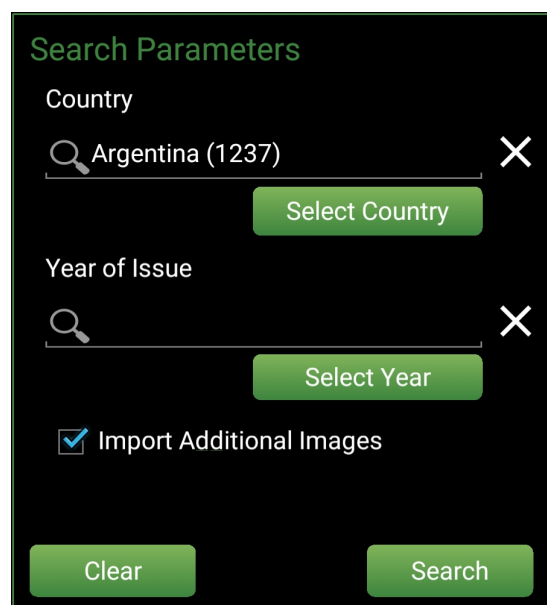 Search Parameters
Country
Argentina (1237)
Select Country
Year of Issue
Select Year
Import Additional Images
Clear
Search